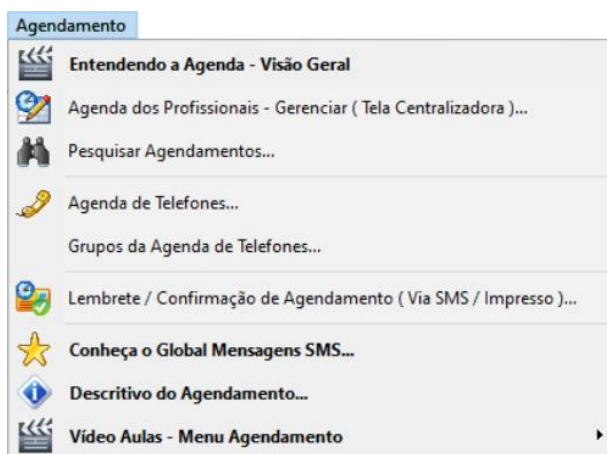 Agendamento
Entendendo a Agenda - Visão Geral
Agenda dos Profissionais - Gerenciar ( Tela Centralizadora )...
Pesquisar Agendamentos...
Agenda de Telefones...
Grupos da Agenda de Telefones...
Lembrete / Confirmação de Agendamento ( Via SMS / Impresso )...
Conheça o Global Mensagens SMS...
Descritivo do Agendamento...
Vídeo Aulas - Menu Agendamento